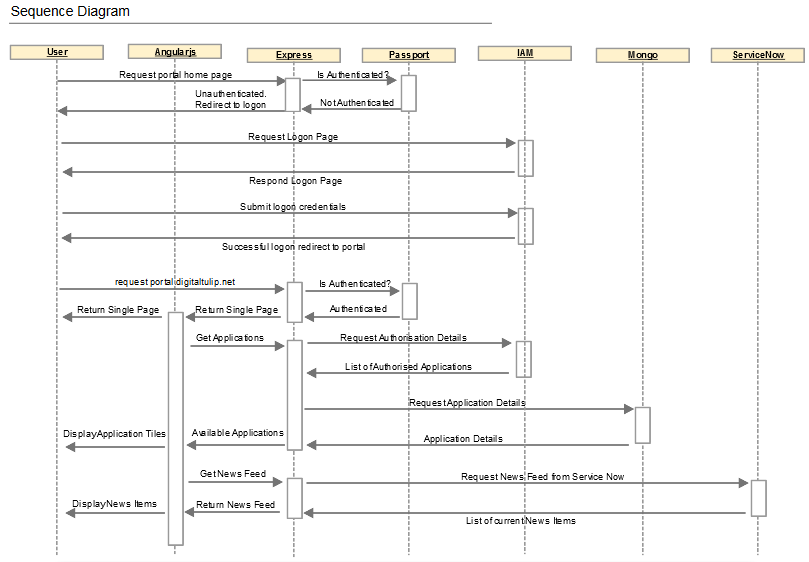 Sequence Diagram
User
Angularjs
Express
Passport
IAM
Mongo
ServiceNow
Request portal home page
Is Authenticated?
Unauthenticated.
Redirect to logon
Not Authenticated
Request Logon Page
Respond Logon Page
Submit logon credentials
Successful logon redirect to portal
request portal.digitaltulip.net
Is Authenticated?
Return Single Page
Return Single Page
Authenticated
Get Applications
Request Authorisation Details
List of Authorised Applications
Request Application Details
Display Application Tiles
Available Applications
Application Details
Get News Feed
Request News Feed from Service Now
Display News Items
Return News Feed
List of current News Items